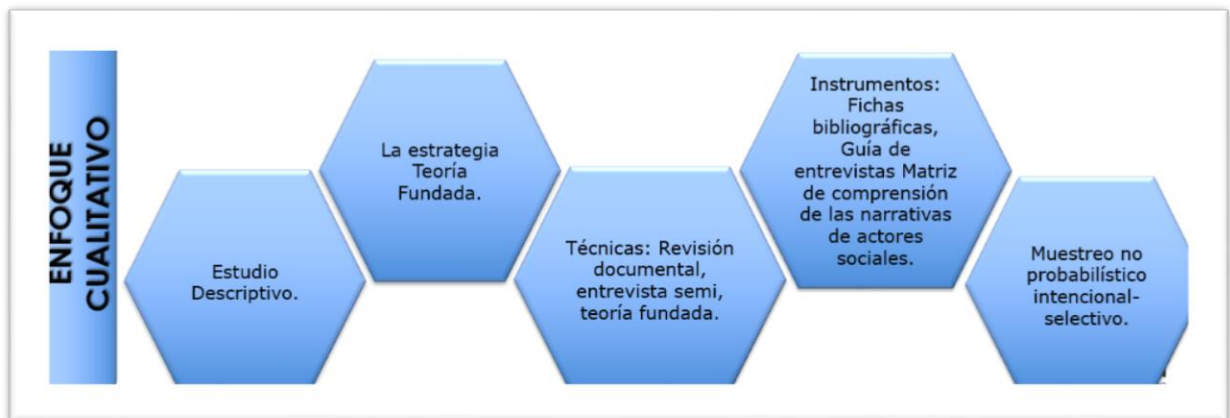 ENFOQUE
CUALITATIVO
Estudio
Descriptivo.
La estrategia
Teoría
Fundada.
Técnicas: Revisión
documental,
entrevista semi,
teoría fundada.
Instrumentos:
Fichas
bibliográficas,
Guía de
entrevistas Matriz
de comprensión
de las narrativas
de actores
sociales.
Muestreo no
probabilístico
intencional-
selectivo.